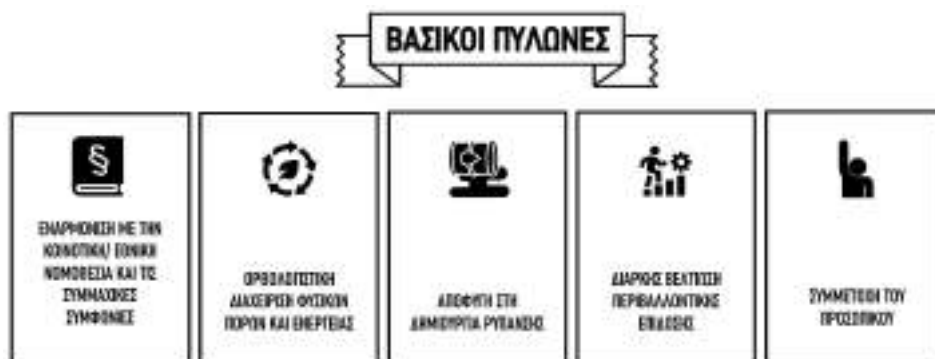 ΒΑΣΙΚΟΙ ΠΥΛΩΝΕΣ
ΕΝΑΡΜΟΝΙΣΗ ΜΕ ΤΗΝ
ΚΟΙΝΟΤΙΚΗ/ ΕΘΝΙΚΗ
ΝΟΜΟΘΕΣΙΑ ΚΑΙ ΤΙΣ
ΣΥΜΜΑΧΙΚΕΣ
ΣΥΜΦΩΝΙΕΣ
ΟΡΘΟΛΟΓΙΣΤΙΚΗ
ΔΙΑΧΕΙΡΙΣΗ ΦΥΣΙΚΩΝ
ΠΟΡΩΝ ΚΑΙ ΕΝΕΡΓΕΙΑΣ
ΑΠΟΦΥΓΗ ΣΤΗ
ΔΗΜΙΟΥΡΓΙΑ ΡΥΠΑΝΣΗΣ
ΔΙΑΡΚΗΣ ΒΕΛΤΙΩΣΗ
ΠΕΡΙΒΑΛΛΟΝΤΙΚΗΣ
ΕΠΙΔΟΣΗΣ
ΣΥΜΜΕΤΟΧΗ ΤΟΥ
ΠΡΟΣΩΠΙΚΟΥ